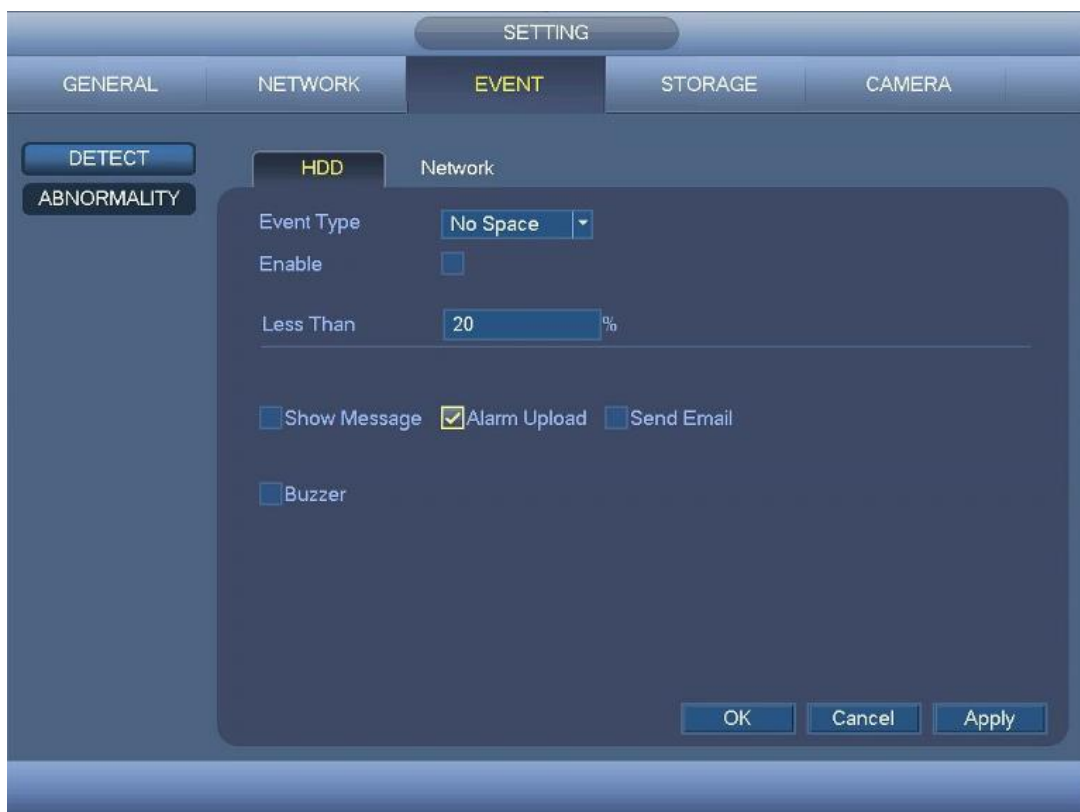 SETTING
GENERAL NETWORK EVENT STORAGE CAMERA
DETECT
ABNORMALITY
HDD Network
Event Type No Space
Enable
Less Than 20 %
Show Message Alarm Upload Send Email
Buzzer
OK Cancel Apply